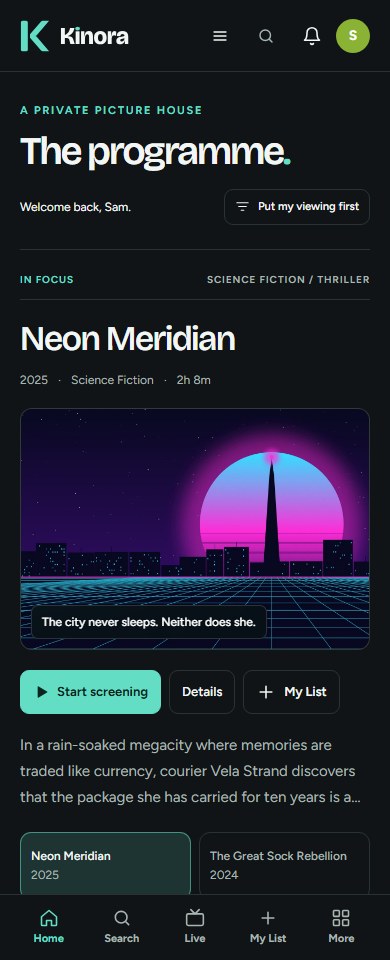 Kinora
S
A PRIVATE PICTURE HOUSE
The programme.
Welcome back, Sam.
Put my viewing first
IN FOCUS
SCIENCE FICTION / THRILLER
Neon Meridian
2025 · Science Fiction · 2h 8m
The city never sleeps. Neither does she.
Start screening
Details
My List
In a rain-soaked megacity where memories are
traded like currency, courier Vela Strand discovers
that the package she has carried for ten years is a…
Neon Meridian
2025
The Great Sock Rebellion
2024
Home
Search
Live
My List
More